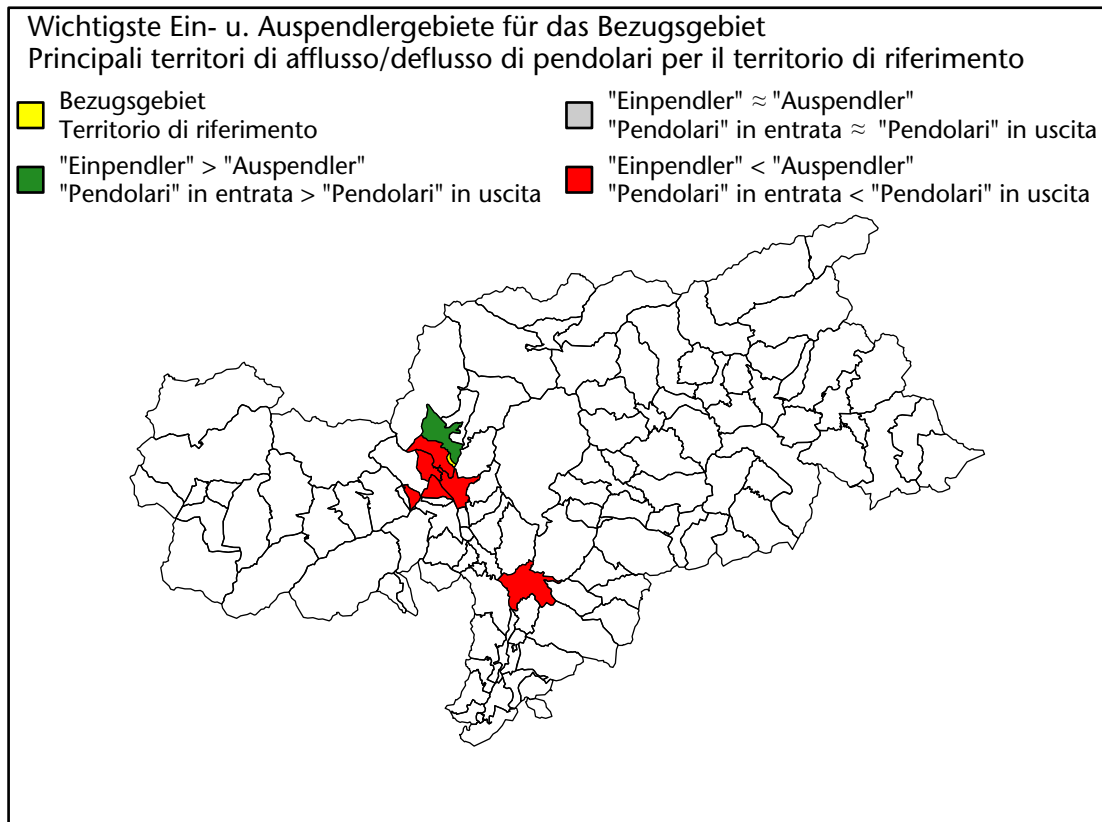 Wichtigste Ein- u. Auspendlergebiete für das Bezugsgebiet
Principali territori di afflusso/deflusso di pendolari per il territorio di riferimento
Bezugsgebiet
Territorio di riferimento
"Einpendler" > "Auspendler"
"Pendolari" in entrata > "Pendolari" in uscita
"Einpendler" ≈ "Auspendler"
"Pendolari" in entrata ≈ "Pendolari" in uscita
"Einpendler" < "Auspendler"
"Pendolari" in entrata < "Pendolari" in uscita